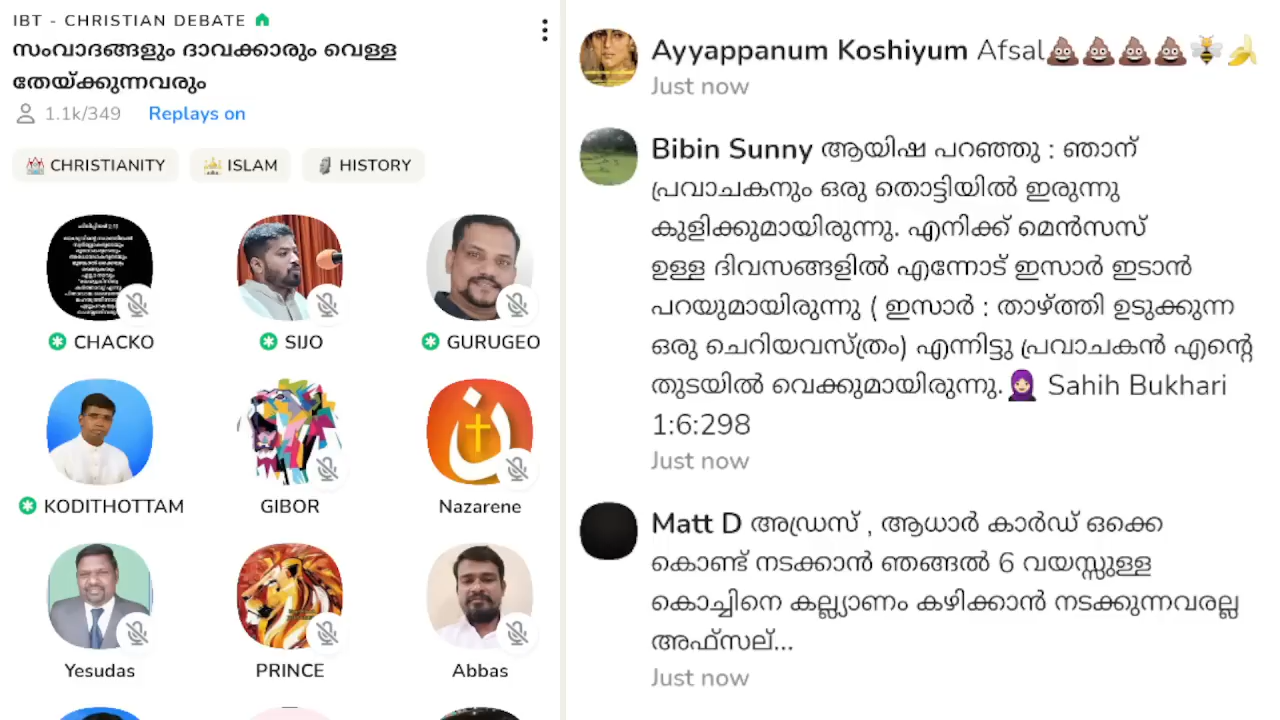 IBT - CHRISTIAN DEBATE
സംവാദങ്ങളും ദാവക്കാരും വെള്ള
തേയ്ക്കുന്നവരും
1.1k/349 Replays on
CHRISTIANITY ISLAM HISTORY
CHACKO SIJO GURUGEO
KODITHOTTAM GIBOR Nazarene
Yesudas PRINCE Abbas
Ayyappanum Koshiyum Afsal💩💩💩💩🐝🍌
Just now
Bibin Sunny ആയിഷ പറഞ്ഞു : ഞാന്
പ്രവാചകനും ഒരു തൊട്ടിയിൽ ഇരുന്നു
കുളിക്കുമായിരുന്നു. എനിക്ക് മെൻസസ്
ഉള്ള ദിവസങ്ങളിൽ എന്നോട് ഇസാർ ഇടാൻ
പറയുമായിരുന്നു ( ഇസാർ : താഴ്ത്തി ഉടുക്കുന്ന
ഒരു ചെറിയവസ്ത്രം) എന്നിട്ടു പ്രവാചകൻ എന്റെ
തുടയിൽ വെക്കുമായിരുന്നു.🧕🏻 Sahih Bukhari
1:6:298
Just now
Matt D അഡ്രസ് , ആധാർ കാർഡ് ഒക്കെ
കൊണ്ട് നടക്കാൻ ഞങ്ങൽ 6 വയസ്സുള്ള
കൊച്ചിനെ കല്ല്യാണം കഴിക്കാൻ നടക്കുന്നവരല്ല
അഫ്സല്...
Just now